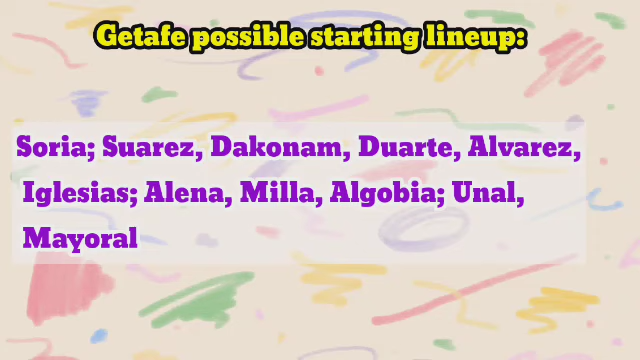 Getafe possible starting lineup:
Soria; Suarez, Dakonam, Duarte, Alvarez,
Iglesias; Alena, Milla, Algobia; Unal,
Mayoral